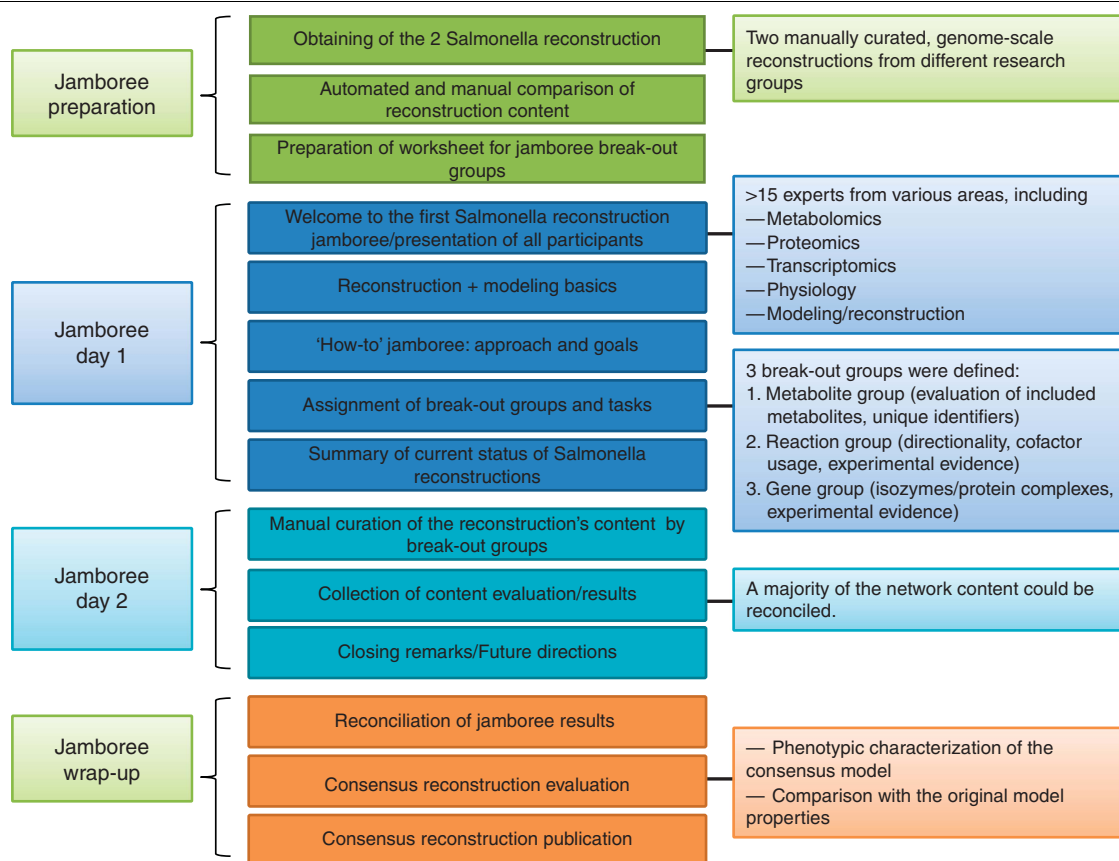 Jamboree
preparation
Obtaining of the 2 Salmonella reconstruction
Automated and manual comparison of
reconstruction content
Preparation of worksheet for jamboree break-out
groups
Two manually curated, genome-scale
reconstructions from different research
groups
Jamboree
day 1
Welcome to the first Salmonella reconstruction
jamboree/presentation of all participants
Reconstruction + modeling basics
‘How-to’ jamboree: approach and goals
Assignment of break-out groups and tasks
Summary of current status of Salmonella
reconstructions
>15 experts from various areas, including
—Metabolomics
—Proteomics
—Transcriptomics
—Physiology
—Modeling/reconstruction
3 break-out groups were defined:
1. Metabolite group (evaluation of included
metabolites, unique identifiers)
2. Reaction group (directionality, cofactor
usage, experimental evidence)
3. Gene group (isozymes/protein complexes,
experimental evidence)
Jamboree
day 2
Manual curation of the reconstruction’s content by
break-out groups
Collection of content evaluation/results
Closing remarks/Future directions
A majority of the network content could be
reconciled.
Jamboree
wrap-up
Reconciliation of jamboree results
Consensus reconstruction evaluation
Consensus reconstruction publication
— Phenotypic characterization of the
consensus model
— Comparison with the original model
properties